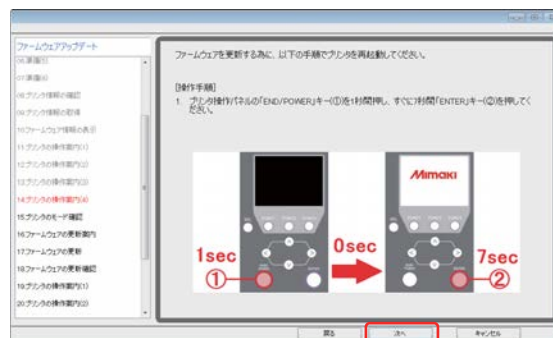 ファームウェアアップデート
06.準備(5)
07.準備(6)
08.プリンタ情報の確認
09.プリンタ情報の取得
10.ファームウェア情報の表示
11.プリンタの操作案内(1)
12.プリンタの操作案内(2)
13.プリンタの操作案内(3)
14.プリンタの操作案内(4)
15.プリンタのモード確認
16.ファームウェアの更新案内
17.ファームウェアの更新
18.ファームウェアの更新確認
19.プリンタの操作案内(1)
20.プリンタの操作案内(2)
ファームウェアを更新する為に、以下の手順でプリンタを再起動してください。
[操作手順]
1. プリンタ操作パネルの「END/POWER」キー(①)を1秒間押し、すぐに7秒間「ENTER」キー(②)を押してく
ださい。
Mimaki
1sec
①
0sec
7sec
②
戻る
次へ
キャンセル